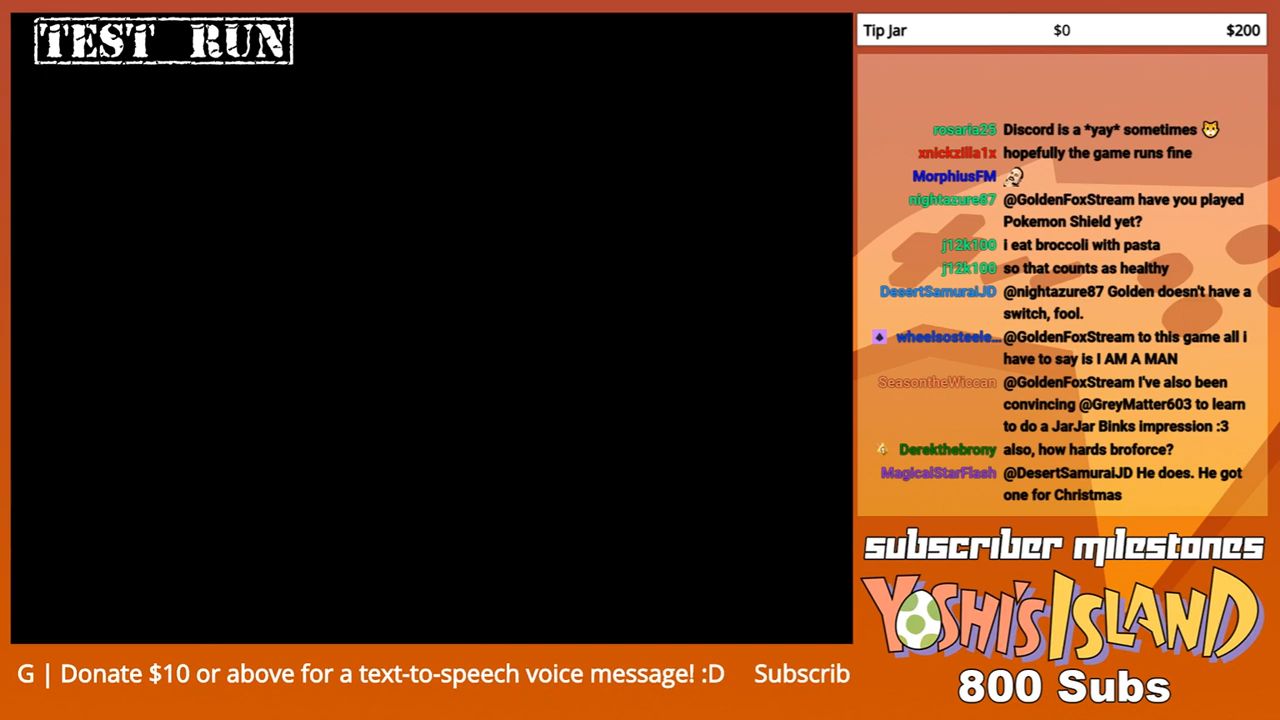 TEST RUN
Tip Jar $0 $200
rosaria25 Discord is a *yay* sometimes
xnickzilla1x hopefully the game runs fine
MorphiusFM
nightazure87 @GoldenFoxStream have you played
Pokemon Shield yet?
j12k100 i eat broccoli with pasta
j12k100 so that counts as healthy
DesertSamuraiJD @nightazure87 Golden doesn't have a
switch, fool.
wheelsosteele... @GoldenFoxStream to this game all i
have to say is I AM A MAN
SeasontheWiccan @GoldenFoxStream I've also been
convincing @GreyMatter603 to learn
to do a JarJar Binks impression :3
Derekthebrony also, how hards broforce?
MagicalStarFlash @DesertSamuraiJD He does. He got
one for Christmas
subscriber milestones
YOSHI'S ISLAND
800 Subs
G | Donate $10 or above for a text-to-speech voice message! :D Subscrib